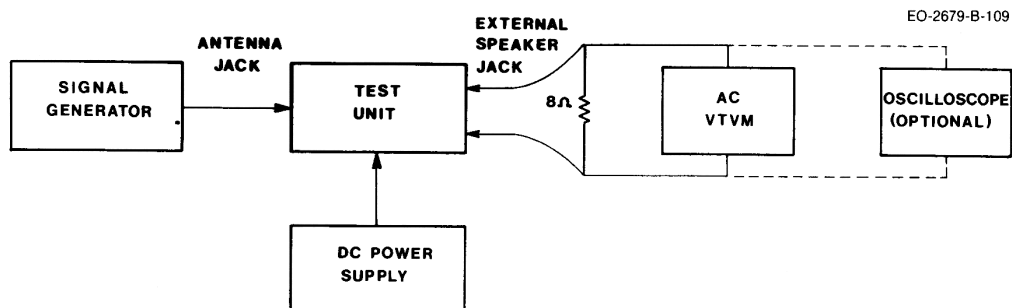 EO-2679-B-109
ANTENNA
JACK
EXTERNAL
SPEAKER
JACK
SIGNAL
GENERATOR
TEST
UNIT
8Ω
AC
VTVM
OSCILLOSCOPE
(OPTIONAL)
DC POWER
SUPPLY